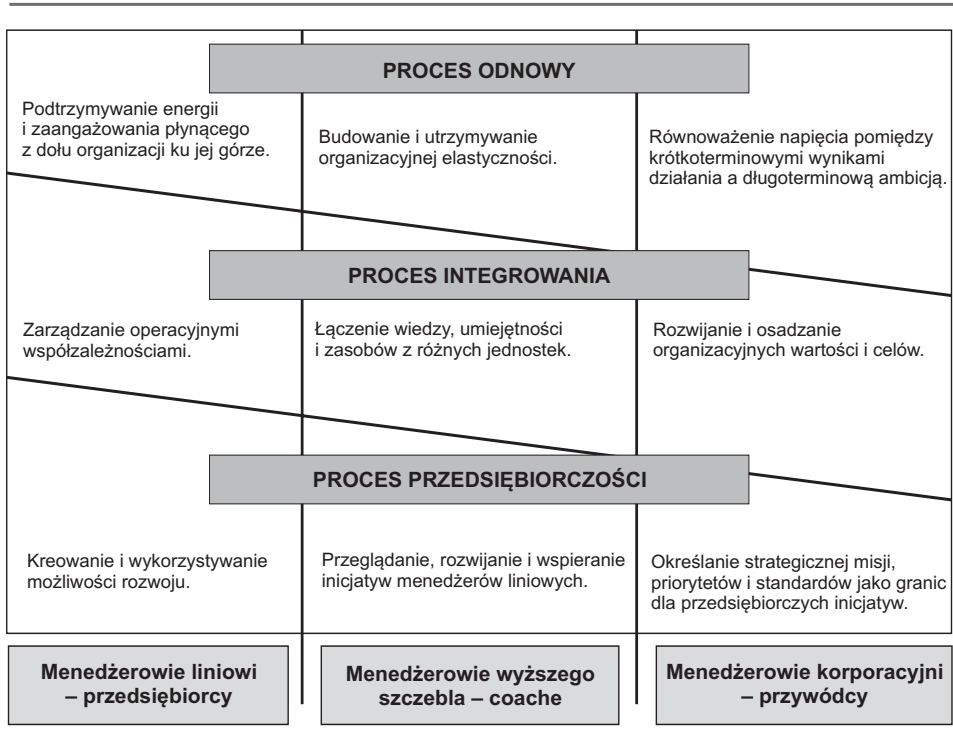 PROCES ODNOWY
Podtrzymywanie energii
i zaangażowania płynącego
z dołu organizacji ku jej górze.
Budowanie i utrzymywanie
organizacyjnej elastyczności.
Równoważenie napięcia pomiędzy
krótkoterminowymi wynikami
działania a długoterminową ambicją.
PROCES INTEGROWANIA
Zarządzanie operacyjnymi
współzależnościami.
Łączenie wiedzy, umiejętności
i zasobów z różnych jednostek.
Rozwijanie i osadzanie
organizacyjnych wartości i celów.
PROCES PRZEDSIĘBIORCZOŚCI
Kreowanie i wykorzystywanie
możliwości rozwoju.
Przeglądanie, rozwijanie i wspieranie
inicjatyw menedżerów liniowych.
Określanie strategicznej misji,
priorytetów i standardów jako granic
dla przedsiębiorczych inicjatyw.
Menedżerowie liniowi
– przedsiębiorcy
Menedżerowie wyższego
szczebla – coache
Menedżerowie korporacyjni
– przywódcy